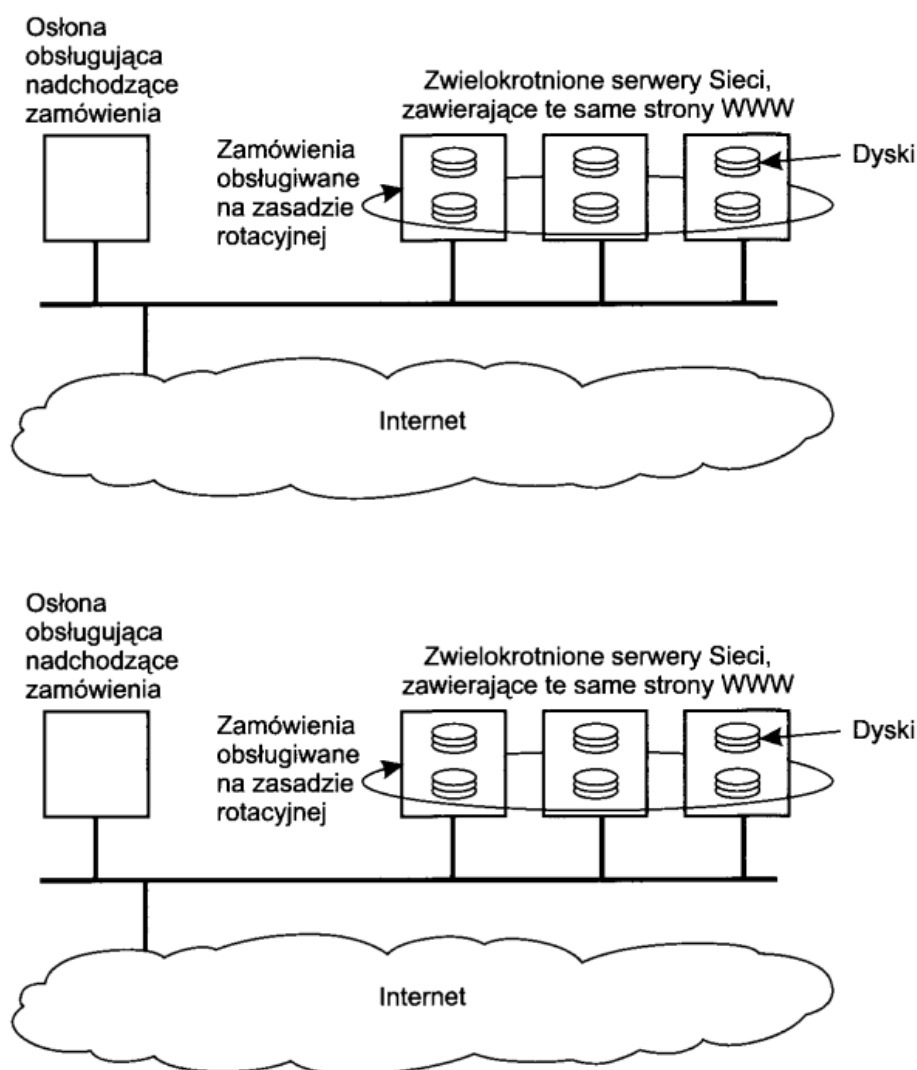 Osłona
obsługująca
nadchodzące
zamówienia
Zwielokrotnione serwery Sieci,
zawierające te same strony WWW
Zamówienia
obsługiwane
na zasadzie
rotacyjnej
Dyski
Internet
Osłona
obsługująca
nadchodzące
zamówienia
Zwielokrotnione serwery Sieci,
zawierające te same strony WWW
Zamówienia
obsługiwane
na zasadzie
rotacyjnej
Dyski
Internet